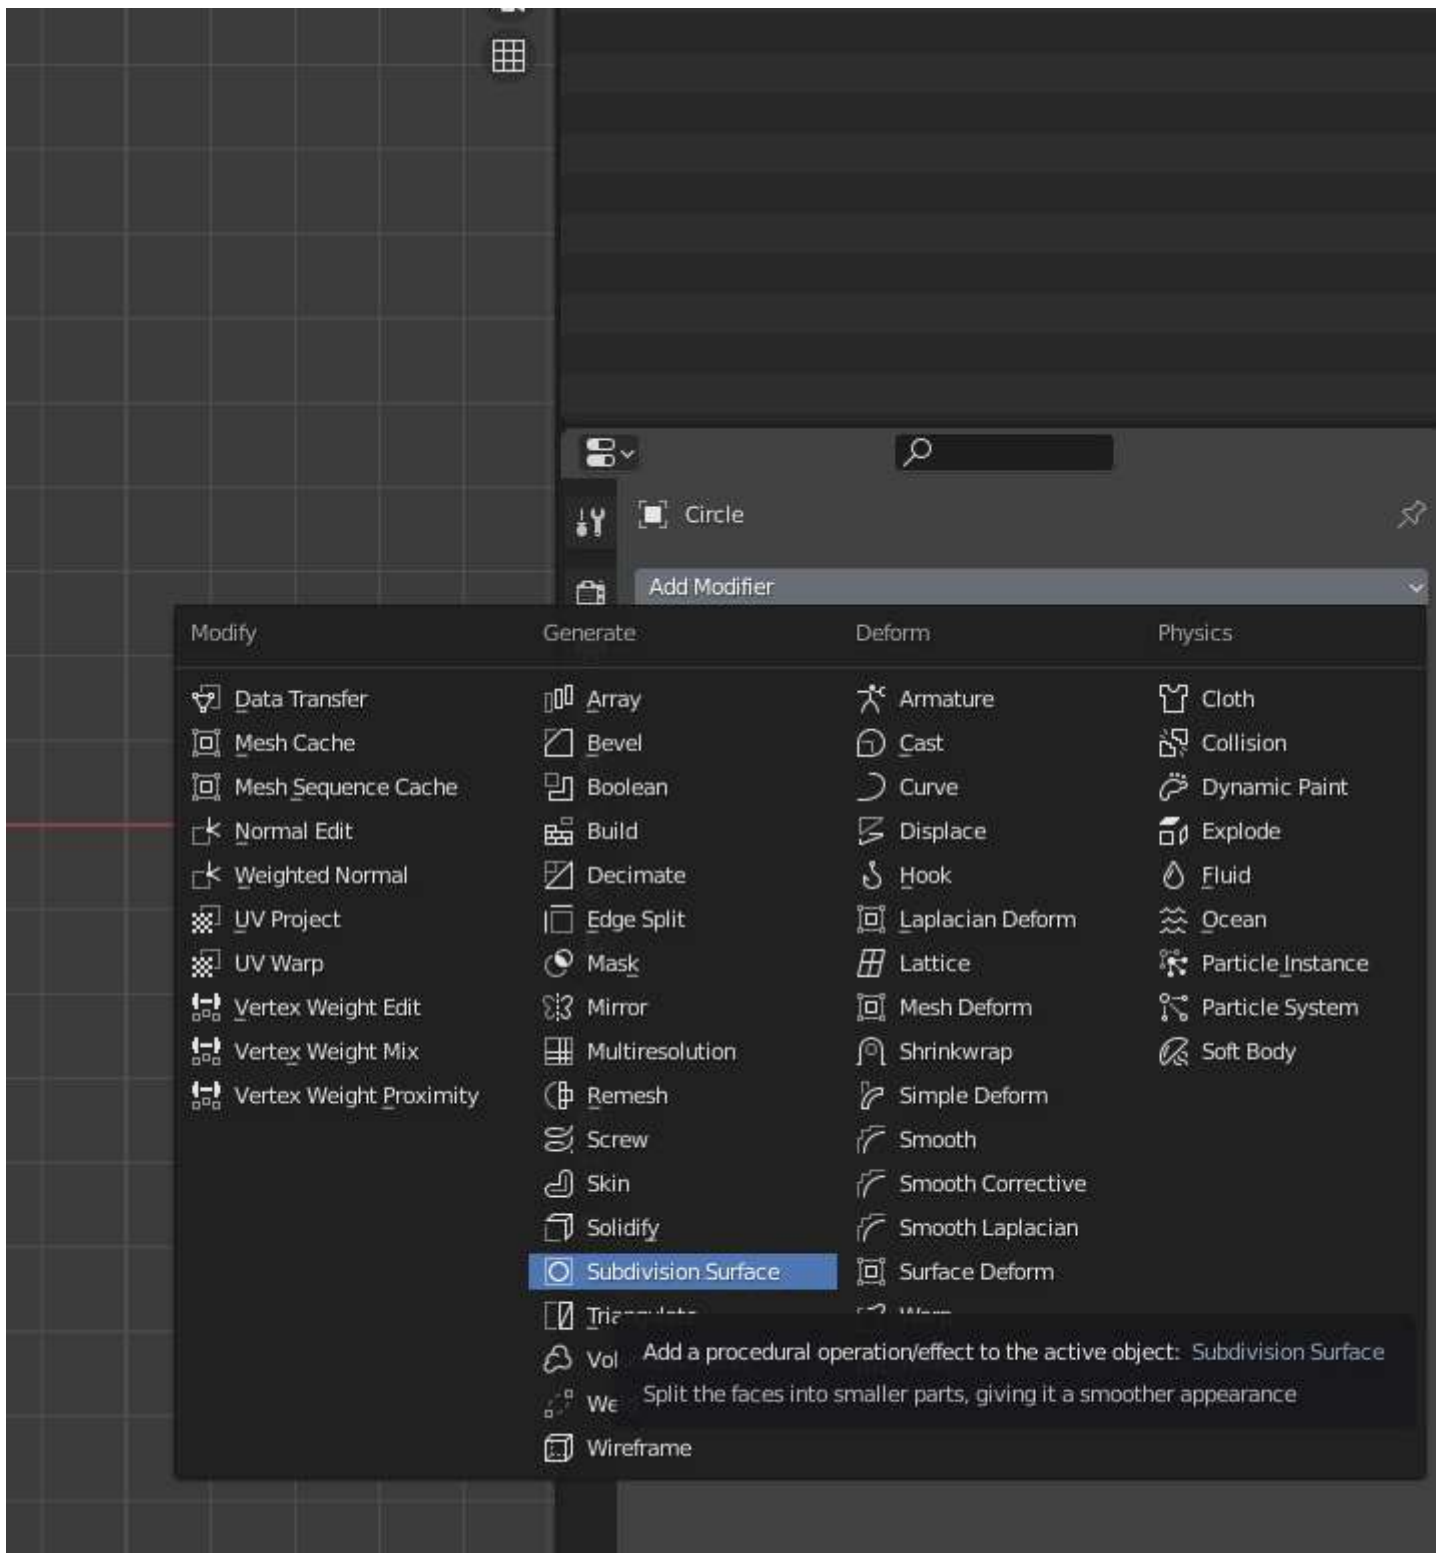 Circle
Add Modifier
Modify
Data Transfer
Mesh Cache
Mesh Sequence Cache
Normal Edit
Weighted Normal
UV Project
UV Warp
Vertex Weight Edit
Vertex Weight Mix
Vertex Weight Proximity
Generate
Array
Bevel
Boolean
Build
Decimate
Edge Split
Mask
Mirror
Multiresolution
Remesh
Screw
Skin
Solidify
Subdivision Surface
Triangulate
Vol
We
Wireframe
Deform
Armature
Cast
Curve
Displace
Hook
Laplacian Deform
Lattice
Mesh Deform
Shrinkwrap
Simple Deform
Smooth
Smooth Corrective
Smooth Laplacian
Surface Deform
Warp
Physics
Cloth
Collision
Dynamic Paint
Explode
Fluid
Ocean
Particle Instance
Particle System
Soft Body
Add a procedural operation/effect to the active object: Subdivision Surface
Split the faces into smaller parts, giving it a smoother appearance